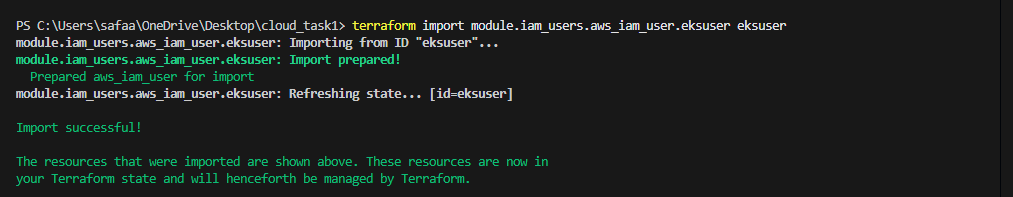 PS C:\Users\safaa\OneDrive\Desktop\cloud_task1> terraform import module.iam_users.aws_iam_user.eksuser eksuser
module.iam_users.aws_iam_user.eksuser: Importing from ID "eksuser"...
module.iam_users.aws_iam_user.eksuser: Import prepared!
  Prepared aws_iam_user for import
module.iam_users.aws_iam_user.eksuser: Refreshing state... [id=eksuser]
Import successful!
The resources that were imported are shown above. These resources are now in
your Terraform state and will henceforth be managed by Terraform.